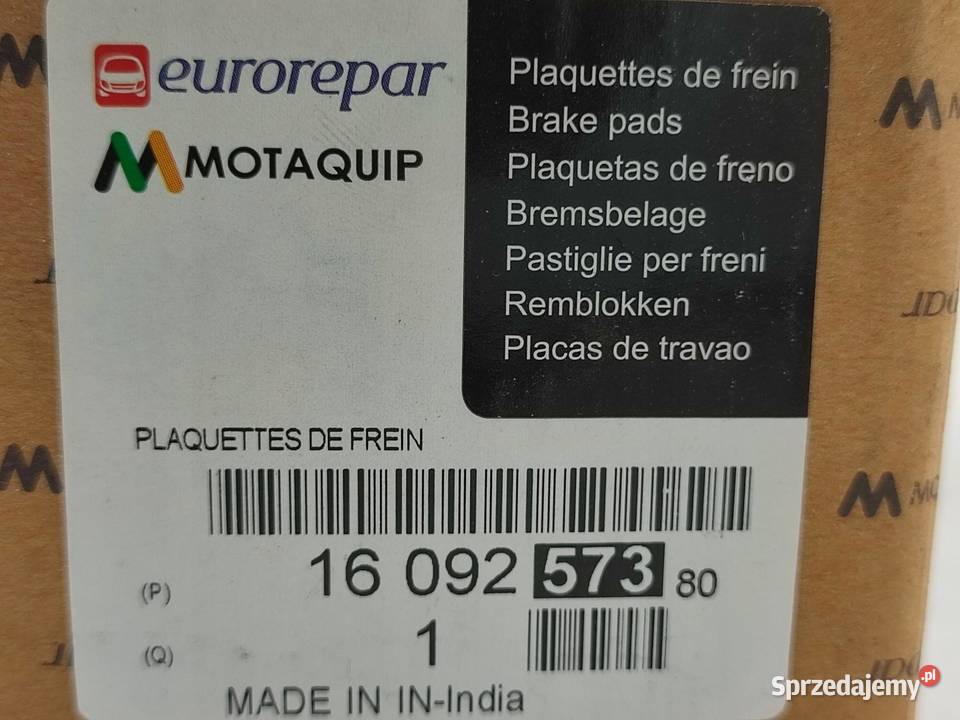 eurorepar
MOTAQUIP
Plaquettes de frein
Brake pads
Plaquetas de freno
Bremsbelage
Pastiglie per freni
Remblokken
Placas de travao
PLAQUETTES DE FREIN
(P) 16 092 573 80
(Q) 1
MADE IN IN-India
Sprzedajemy.pl